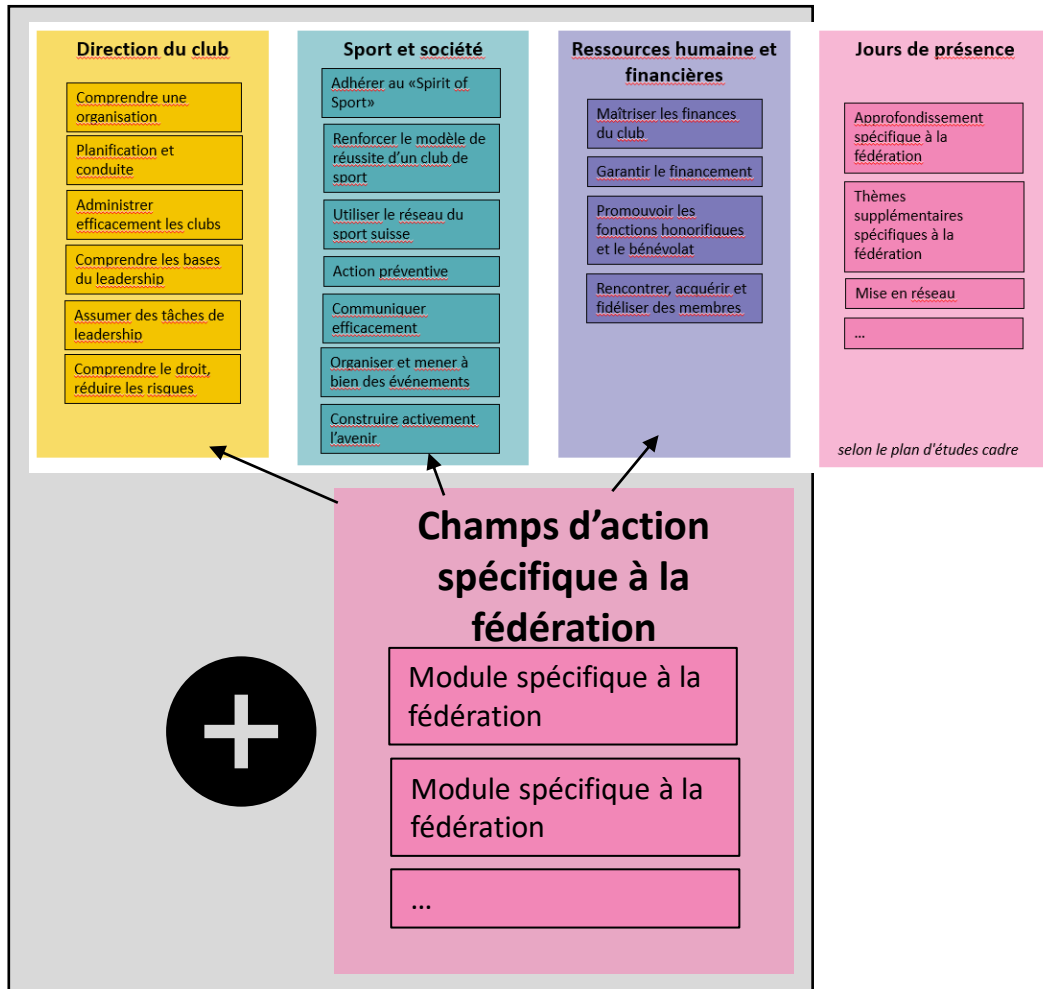 Direction du club
Comprendre une
organisation
Planification et
conduite
Administrer
efficacement les clubs
Comprendre les bases
du leadership
Assumer des tâches de
leadership
Comprendre le droit,
réduire les risques
Sport et société
Adhérer au «Spirit of
Sport»
Renforcer le modèle de
réussite d'un club de
sport
Utiliser le réseau du
sport suisse
Action préventive
Communiquer
efficacement
Organiser et mener à
bien des événements
Construire activement
l'avenir
Ressources humaine et
financières
Maîtriser les finances
du club
Garantir le financement
Promouvoir les
fonctions honorifiques
et le bénévolat
Rencontrer, acquérir et
fidéliser des membres
Jours de présence
Approfondissement
spécifique à la
fédération
Thèmes
supplémentaires
spécifiques à la
fédération
Mise en réseau
...
selon le plan d'études cadre
Champs d'action
spécifique à la
fédération
Module spécifique à la
fédération
Module spécifique à la
fédération
...